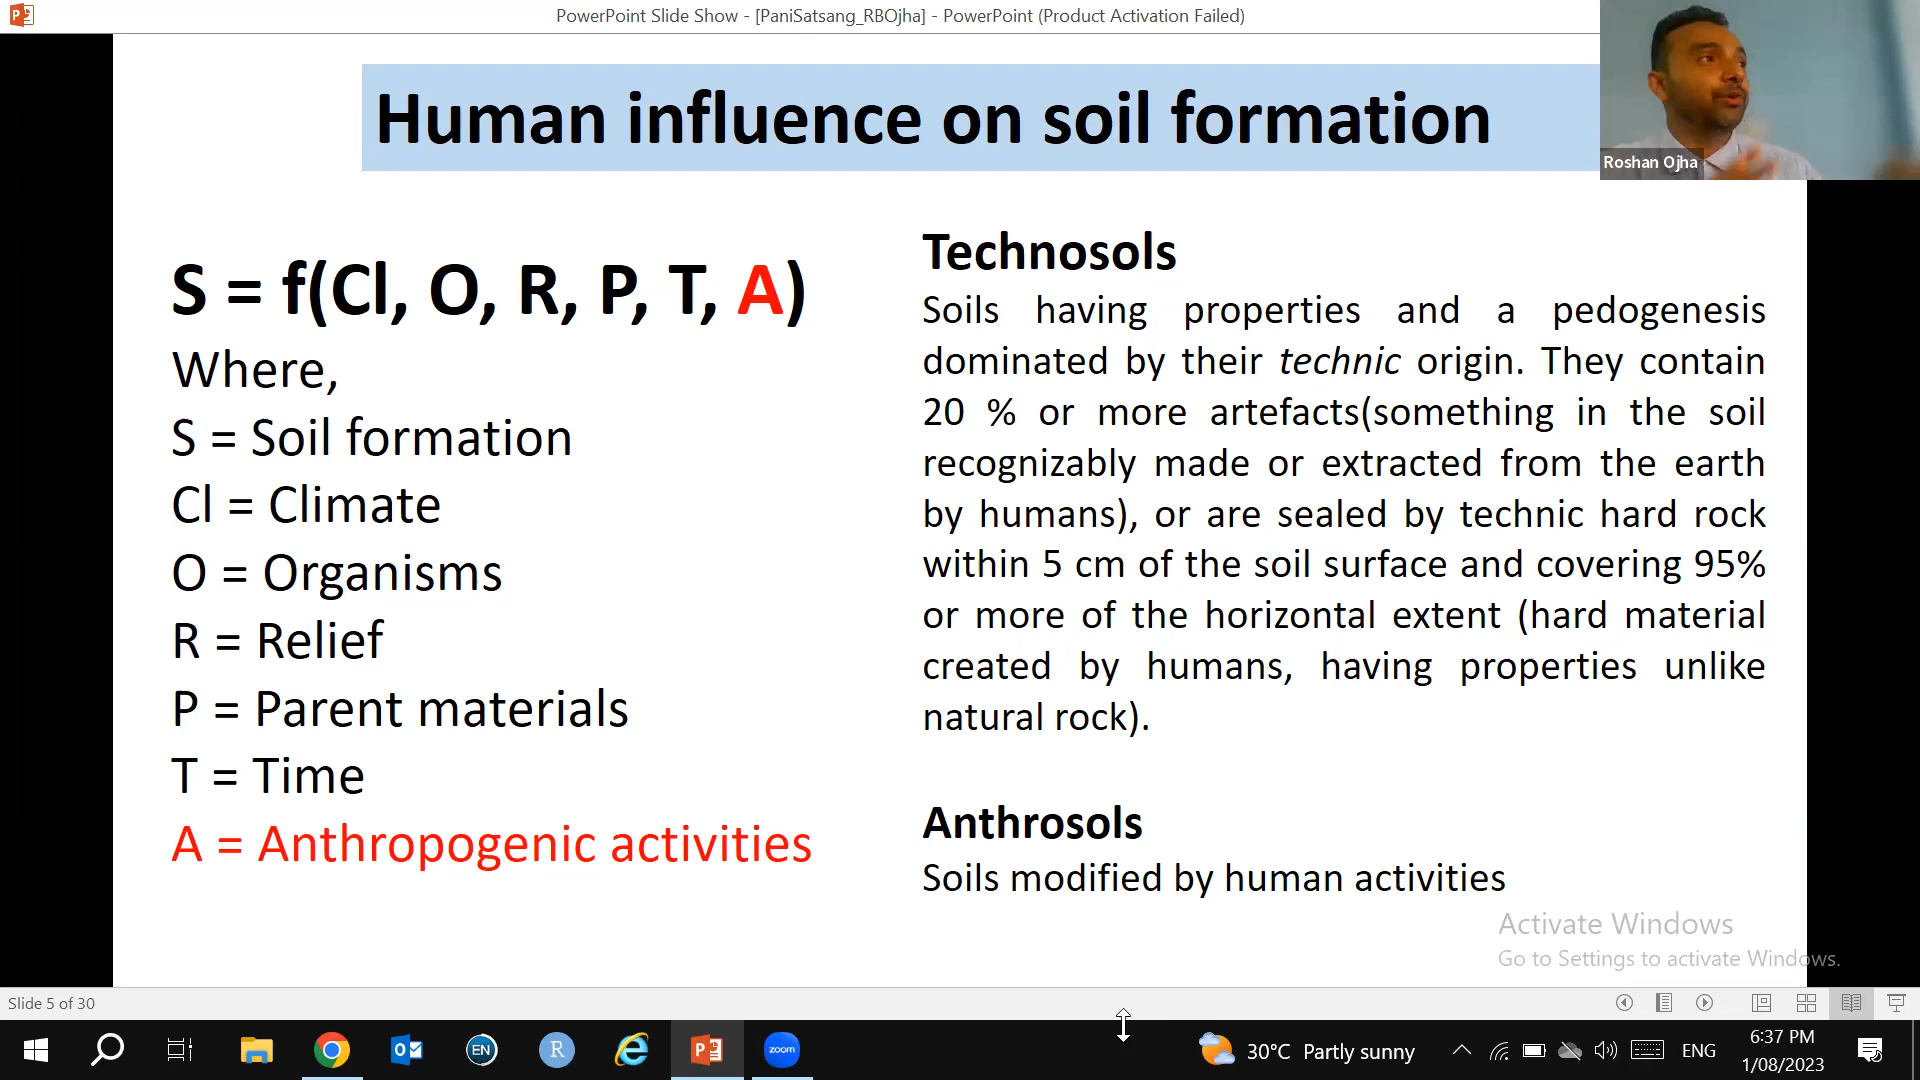 PowerPoint Slide Show - [PaniSatsang_RBOjha] - PowerPoint (Product Activation Failed)
Human influence on soil formation
Roshan Ojha
S = f(Cl, O, R, P, T, A)
Where,
S = Soil formation
Cl = Climate
O = Organisms
R = Relief
P = Parent materials
T = Time
A = Anthropogenic activities
Technosols
Soils having properties and a pedogenesis
dominated by their technic origin. They contain
20 % or more artefacts(something in the soil
recognizably made or extracted from the earth
by humans), or are sealed by technic hard rock
within 5 cm of the soil surface and covering 95%
or more of the horizontal extent (hard material
created by humans, having properties unlike
natural rock).
Anthrosols
Soils modified by human activities
Activate Windows
Go to Settings to activate Windows.
Slide 5 of 30
EN
R
zoom
30°C Partly sunny
ENG
6:37 PM
1/08/2023